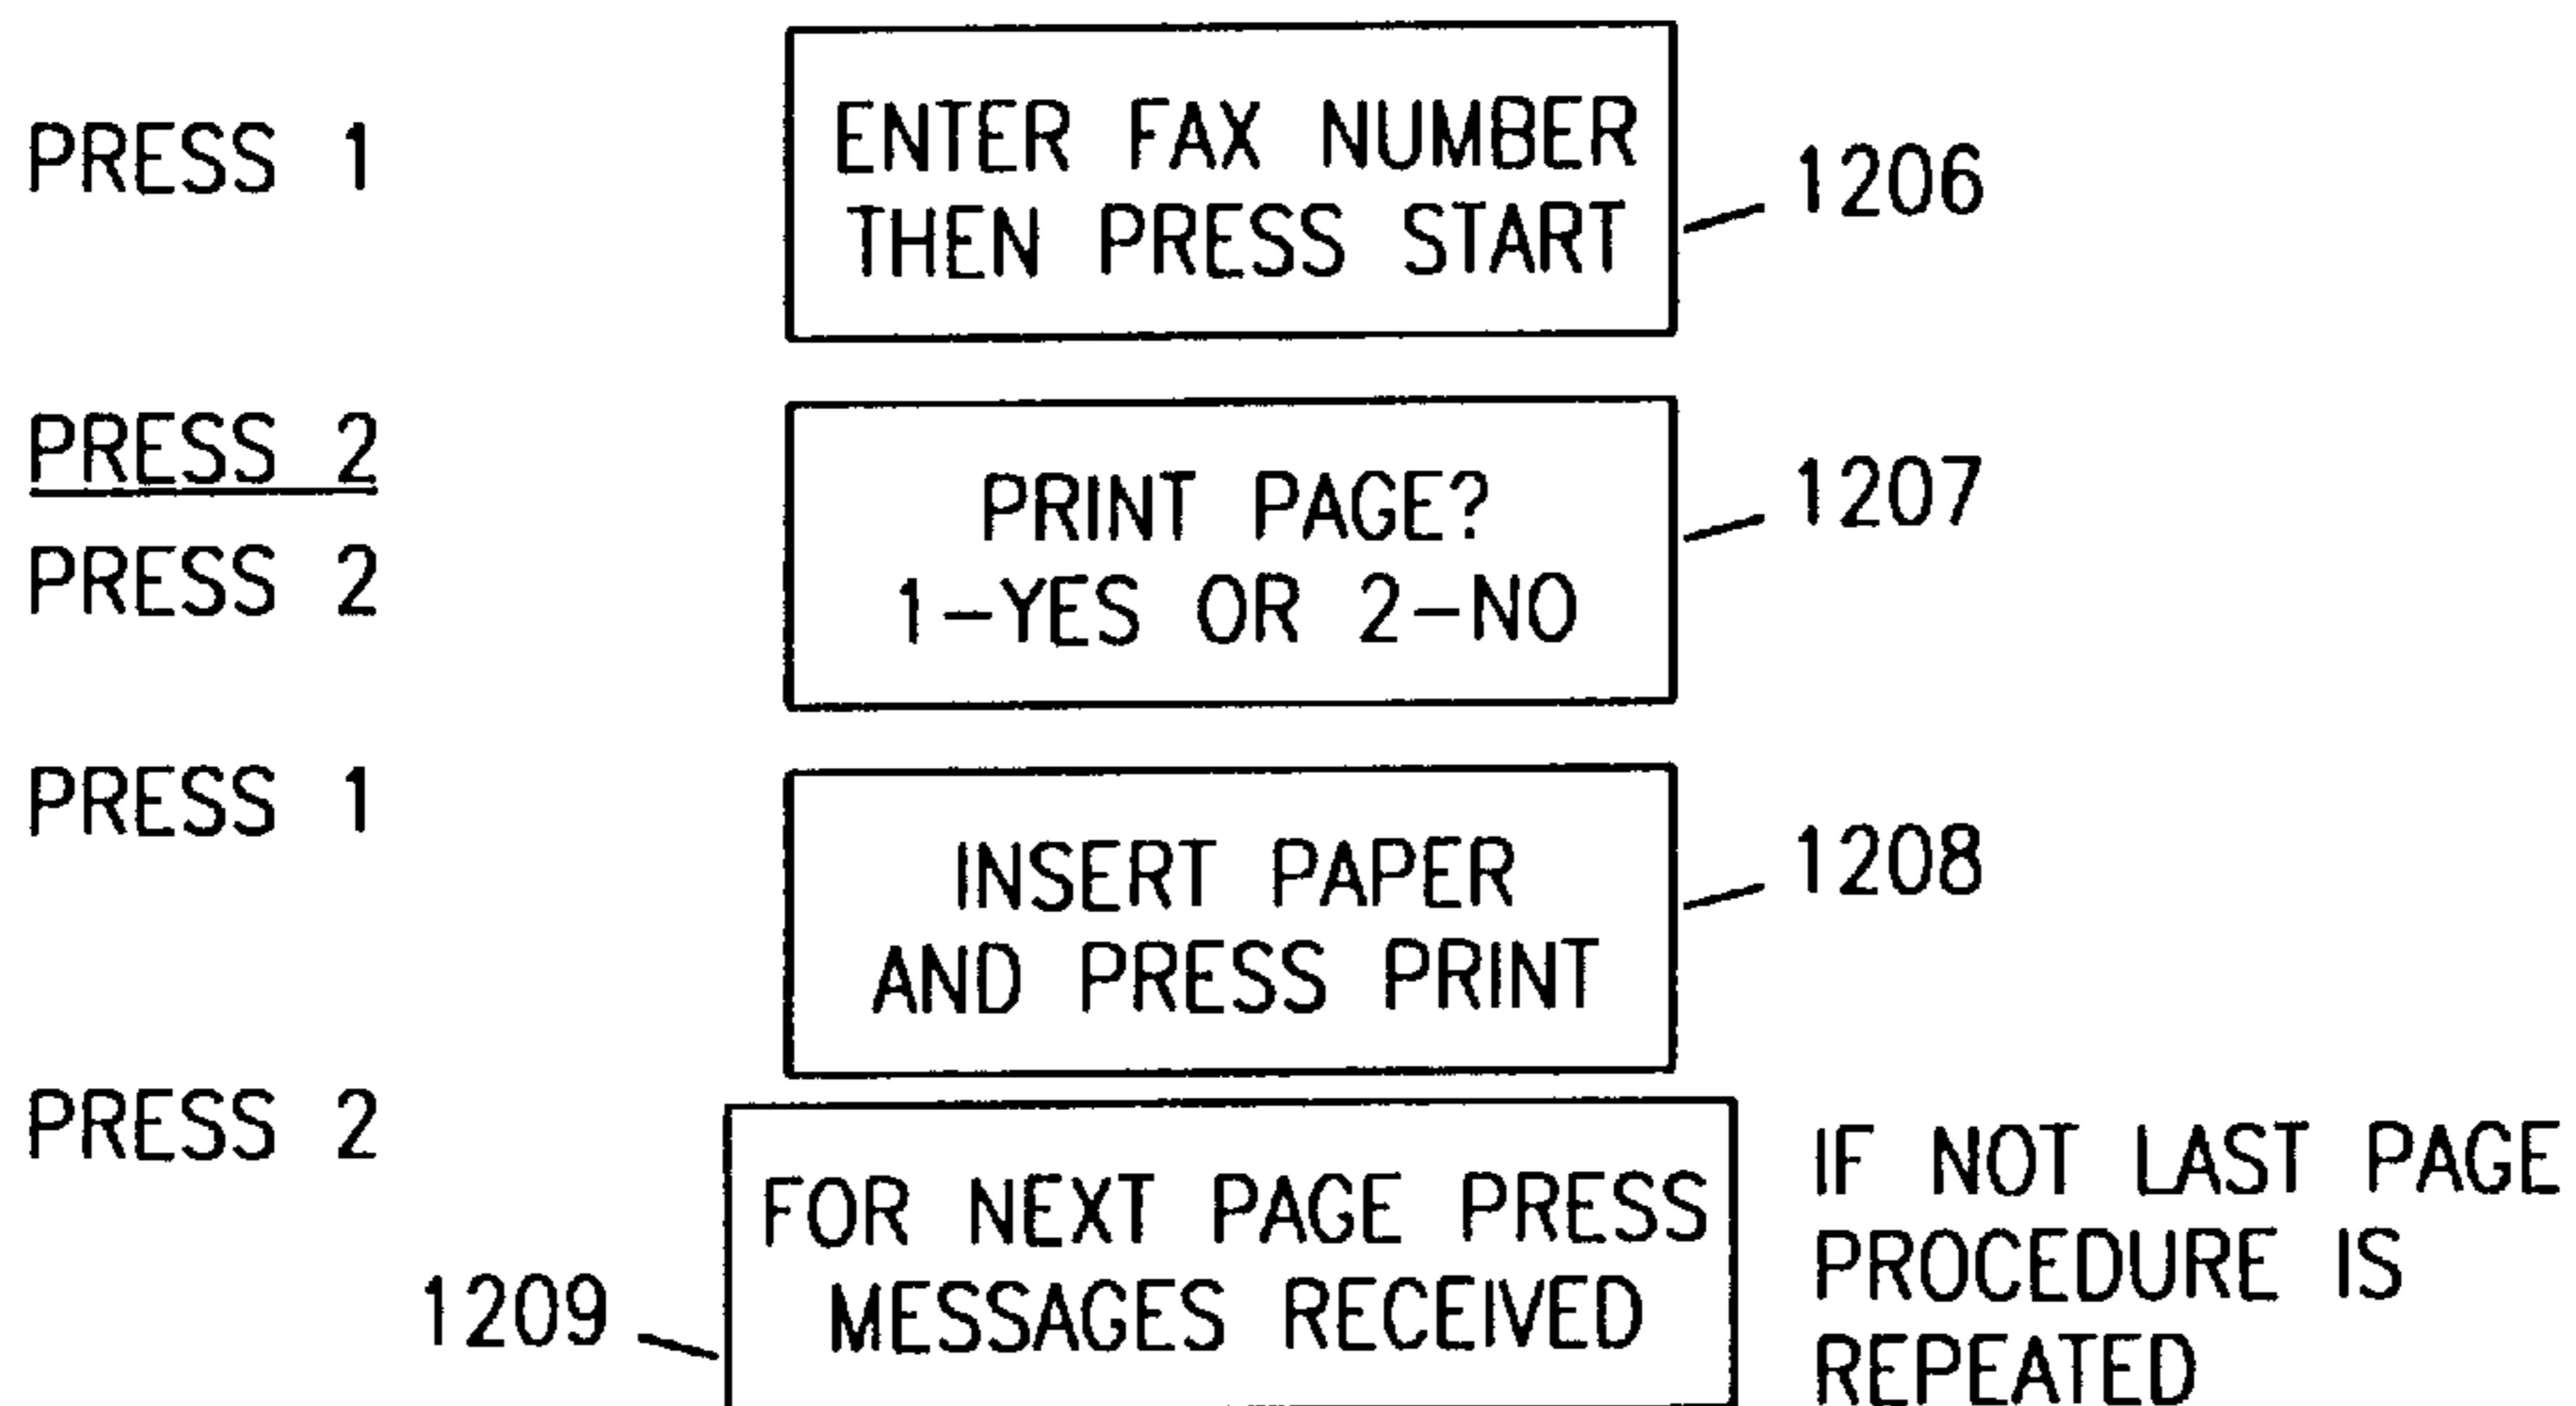 PRESS 1
ENTER FAX NUMBER
THEN PRESS START
1206
PRESS 2
PRESS 2
PRINT PAGE?
1-YES OR 2-NO
1207
PRESS 1
INSERT PAPER
AND PRESS PRINT
1208
PRESS 2
FOR NEXT PAGE PRESS
MESSAGES RECEIVED
1209
IF NOT LAST PAGE
PROCEDURE IS
REPEATED